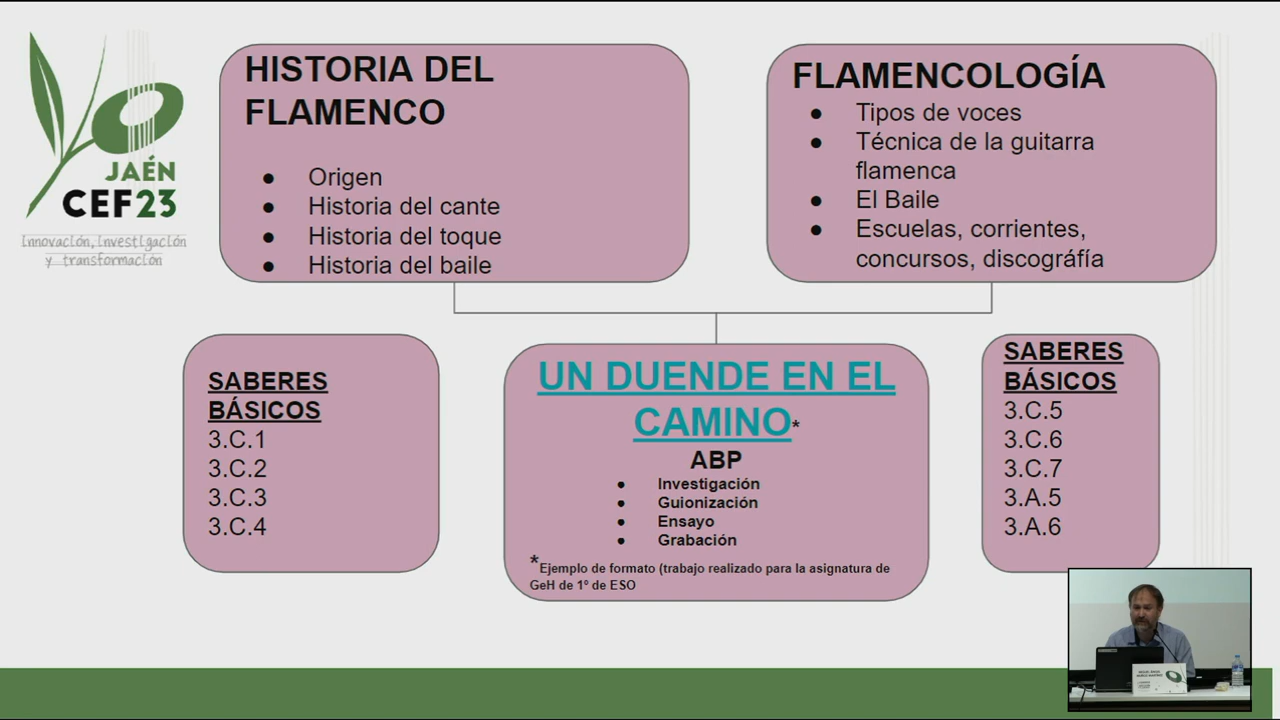 JAÉN
CEF23
Innovación, Investigación
y transformación
HISTORIA DEL
FLAMENCO
● Origen
● Historia del cante
● Historia del toque
● Historia del baile
FLAMENCOLOGÍA
● Tipos de voces
● Técnica de la guitarra
flamenca
● El Baile
● Escuelas, corrientes,
concursos, discográfía
SABERES
BÁSICOS
3.C.1
3.C.2
3.C.3
3.C.4
UN DUENDE EN EL
CAMINO*
ABP
● Investigación
● Guionización
● Ensayo
● Grabación
*Ejemplo de formato (trabajo realizado para la asignatura de
GeH de 1º de ESO
SABERES
BÁSICOS
3.C.5
3.C.6
3.C.7
3.A.5
3.A.6
MIGUEL ÁNGEL